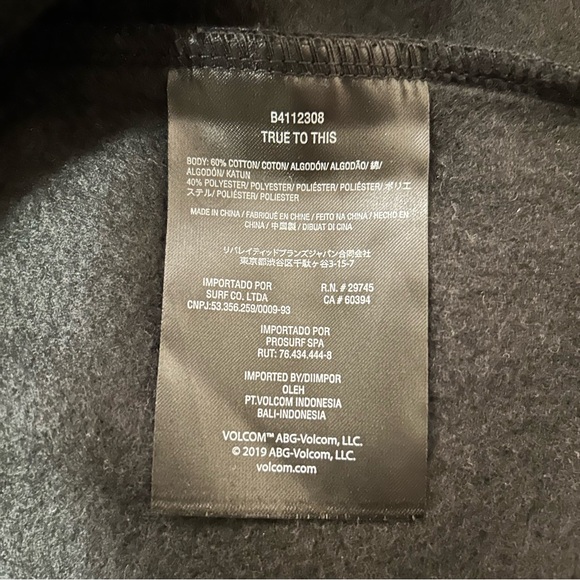 B4112308
TRUE TO THIS
BODY: 60% COTTON/ COTON/ ALGODÓN/ ALGODÃO/ 綿/
ALGODÓN/ KATUN
40% POLYESTER/ POLYESTER/ POLIÉSTER/ POLIÉSTER/ ポリエ
ステル/ POLIÉSTER/ POLIESTER
MADE IN CHINA / FABRIQUÉ EN CHINE / FEITO NA CHINA / HECHO EN
CHINA / 中国製 / DIBUAT DI CINA
リバレイティッドブランズジャパン合同会社
東京都渋谷区千駄ヶ谷3-15-7
IMPORTADO POR
SURF CO. LTDA
CNPJ:53.356.259/0009-93
R.N. # 29745
CA # 60394
IMPORTADO POR
PROSURF SPA
RUT: 76.434.444-8
IMPORTED BY/DIIMPOR
OLEH
PT.VOLCOM INDONESIA
BALI-INDONESIA
VOLCOM™ ABG-Volcom, LLC.
© 2019 ABG-Volcom, LLC.
volcom.com